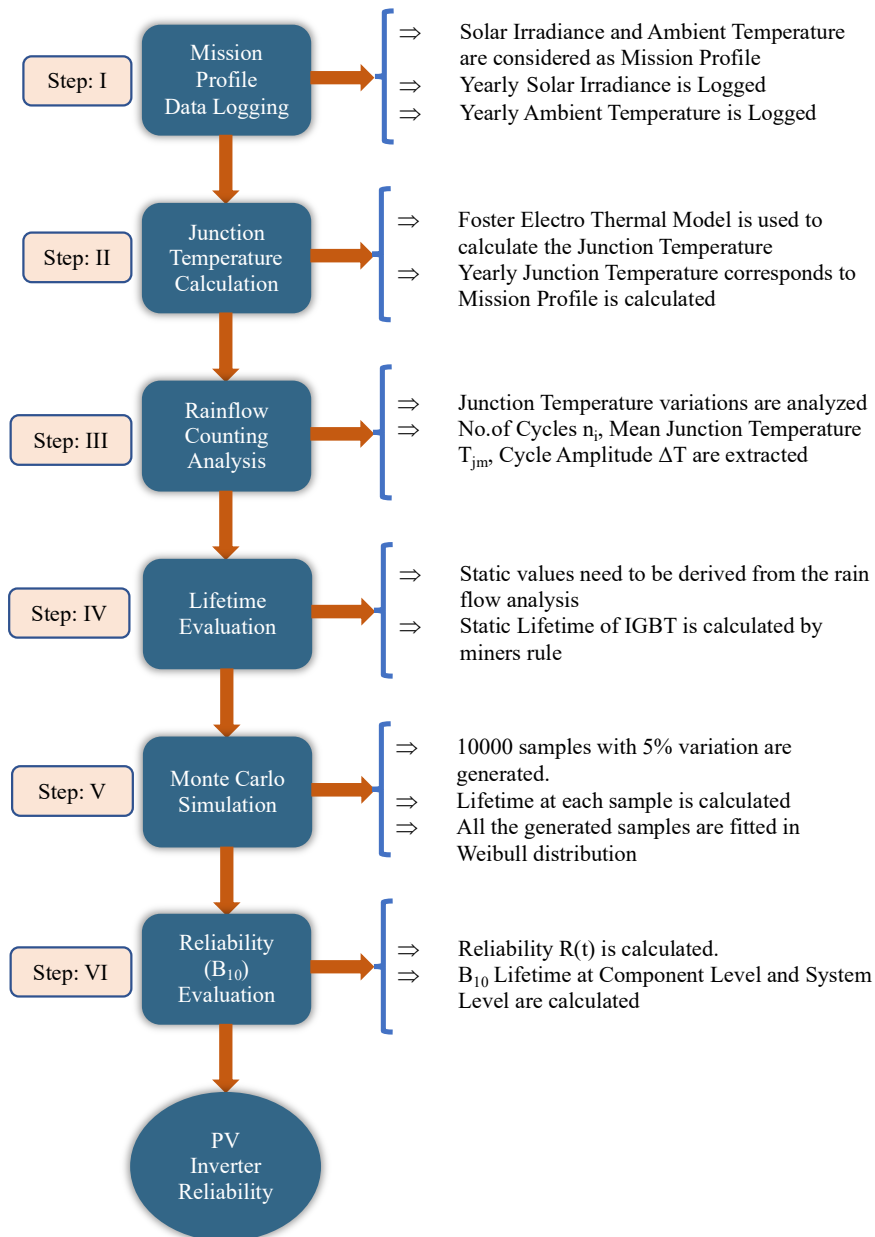 Step: I
Mission
Profile
Data Logging
⇒ Solar Irradiance and Ambient Temperature
are considered as Mission Profile
⇒ Yearly Solar Irradiance is Logged
⇒ Yearly Ambient Temperature is Logged
Step: II
Junction
Temperature
Calculation
⇒ Foster Electro Thermal Model is used to
calculate the Junction Temperature
⇒ Yearly Junction Temperature corresponds to
Mission Profile is calculated
Step: III
Rainflow
Counting
Analysis
⇒ Junction Temperature variations are analyzed
⇒ No.of Cycles nᵢ, Mean Junction Temperature
T_jm, Cycle Amplitude ΔT are extracted
Step: IV
Lifetime
Evaluation
⇒ Static values need to be derived from the rain
flow analysis
⇒ Static Lifetime of IGBT is calculated by
miners rule
Step: V
Monte Carlo
Simulation
⇒ 10000 samples with 5% variation are
generated.
⇒ Lifetime at each sample is calculated
⇒ All the generated samples are fitted in
Weibull distribution
Step: VI
Reliability
(B₁₀)
Evaluation
⇒ Reliability R(t) is calculated.
⇒ B₁₀ Lifetime at Component Level and System
Level are calculated
PV
Inverter
Reliability